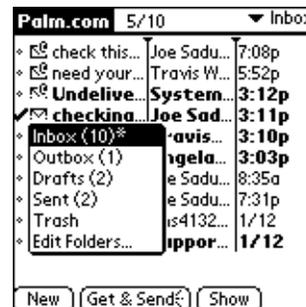 Palm.com 5/10 Inbo
check this... Joe Sadu... 7:08p
need your... Travis W... 5:52p
Undelive... System... 3:12p
checking... Joe Sad... 3:11p
Inbox (10)* ravis... 3:10p
Outbox (1) ngela... 3:03p
Drafts (2) e Sadu... 8:35a
Sent (2) e Sadu... 7:31p
Trash is4132... 1/12
Edit Folders... uppor... 1/12
New Get & Send Show